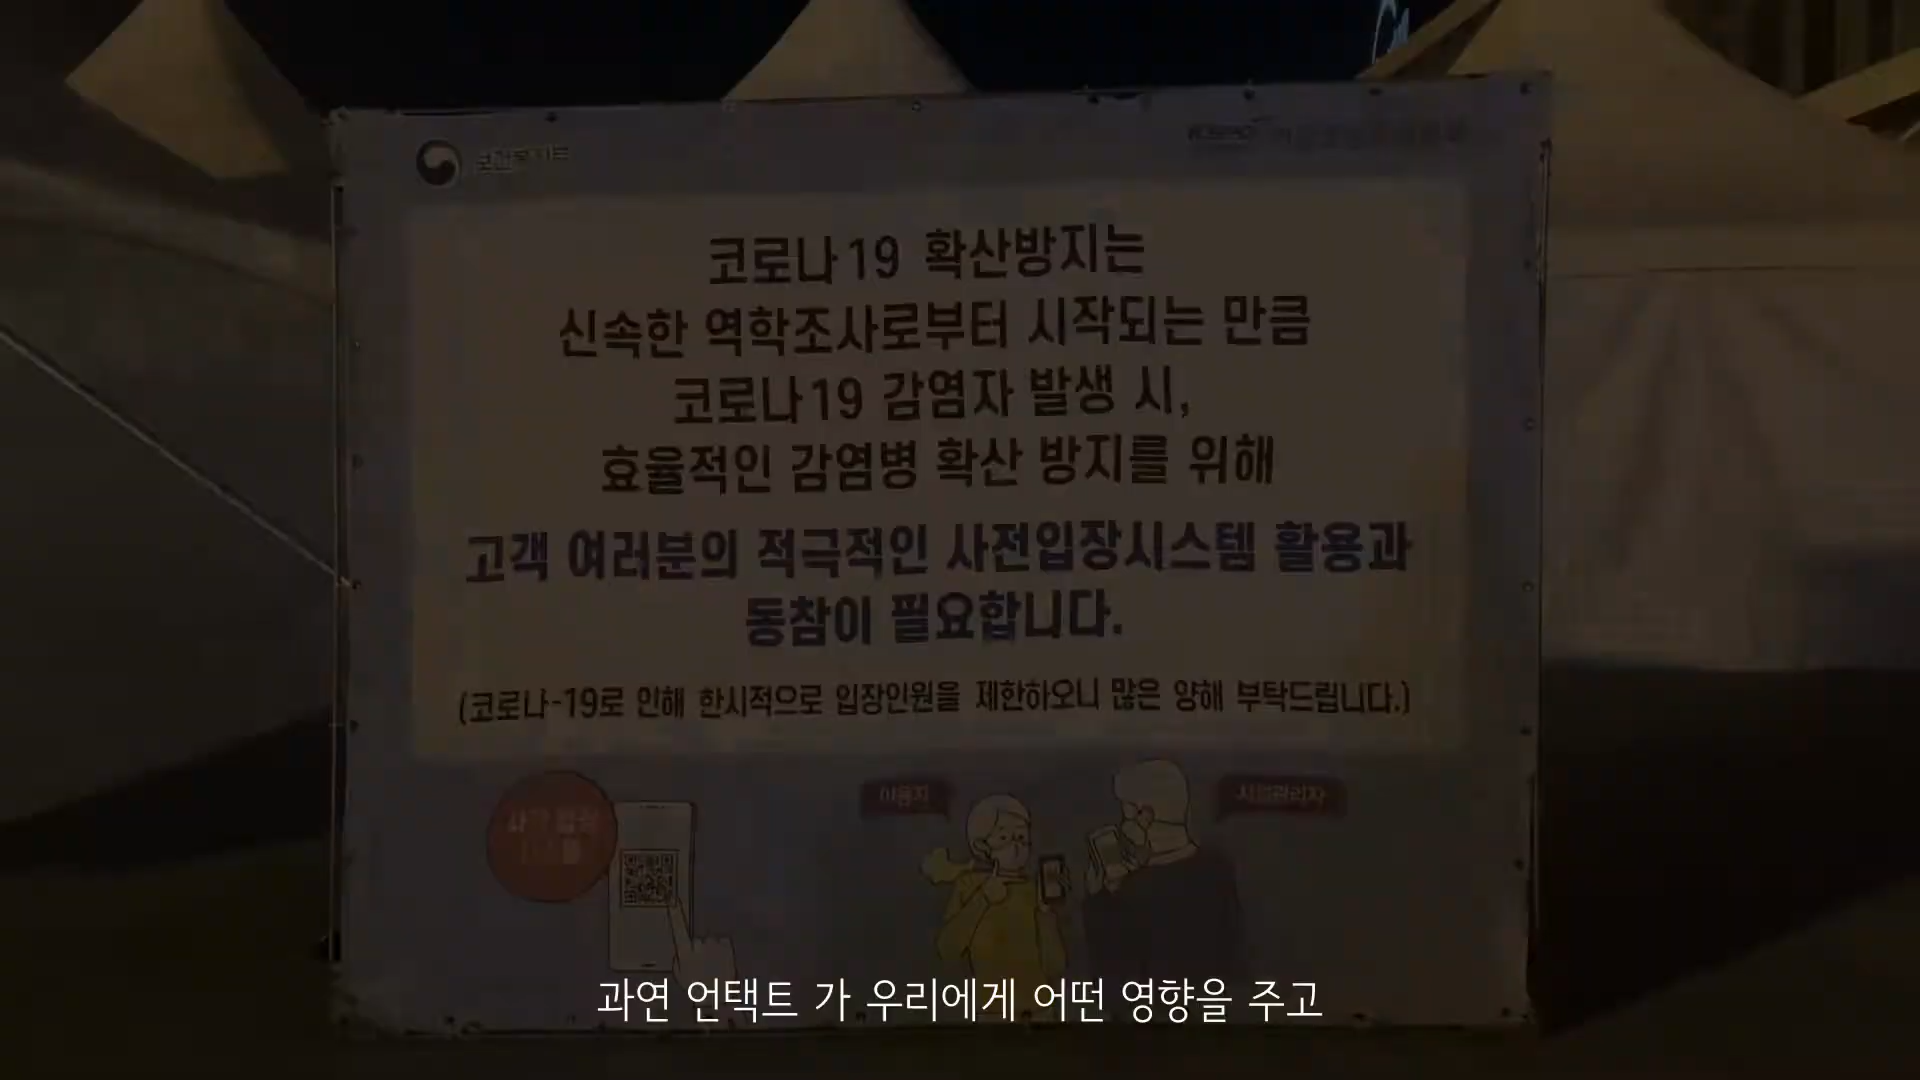 보건복지부
코로나19 확산방지는
신속한 역학조사로부터 시작되는 만큼
코로나19 감염자 발생 시,
효율적인 감염병 확산 방지를 위해
고객 여러분의 적극적인 사전입장시스템 활용과
동참이 필요합니다.
(코로나-19로 인해 한시적으로 입장인원을 제한하오니 많은 양해 부탁드립니다.)
이용자
시설관리자
과연 언택트 가 우리에게 어떤 영향을 주고